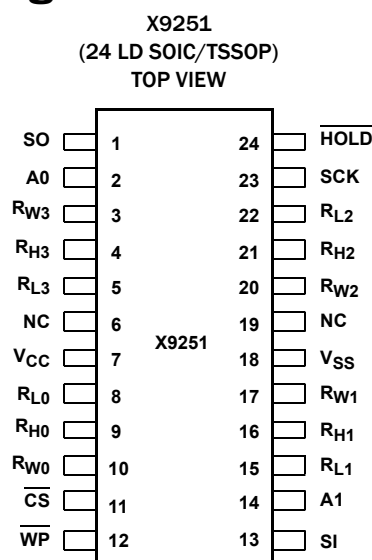 X9251
(24 LD SOIC/TSSOP)
TOP VIEW
SO 1 24 HOLD
A0 2 23 SCK
RW3 3 22 RL2
RH3 4 21 RH2
RL3 5 20 RW2
NC 6 19 NC
X9251
VCC 7 18 VSS
RL0 8 17 RW1
RH0 9 16 RH1
RW0 10 15 RL1
CS 11 14 A1
WP 12 13 SI